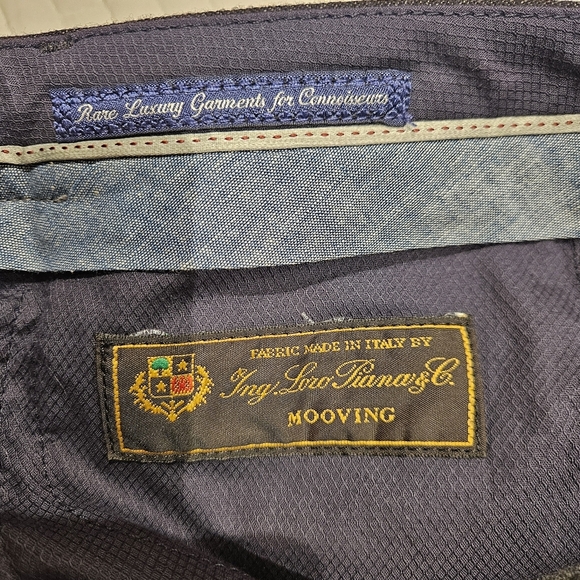 Rare Luxury Garments for Connoisseurs
FABRIC MADE IN ITALY BY
Ing. Loro Piana & C.
MOOVING